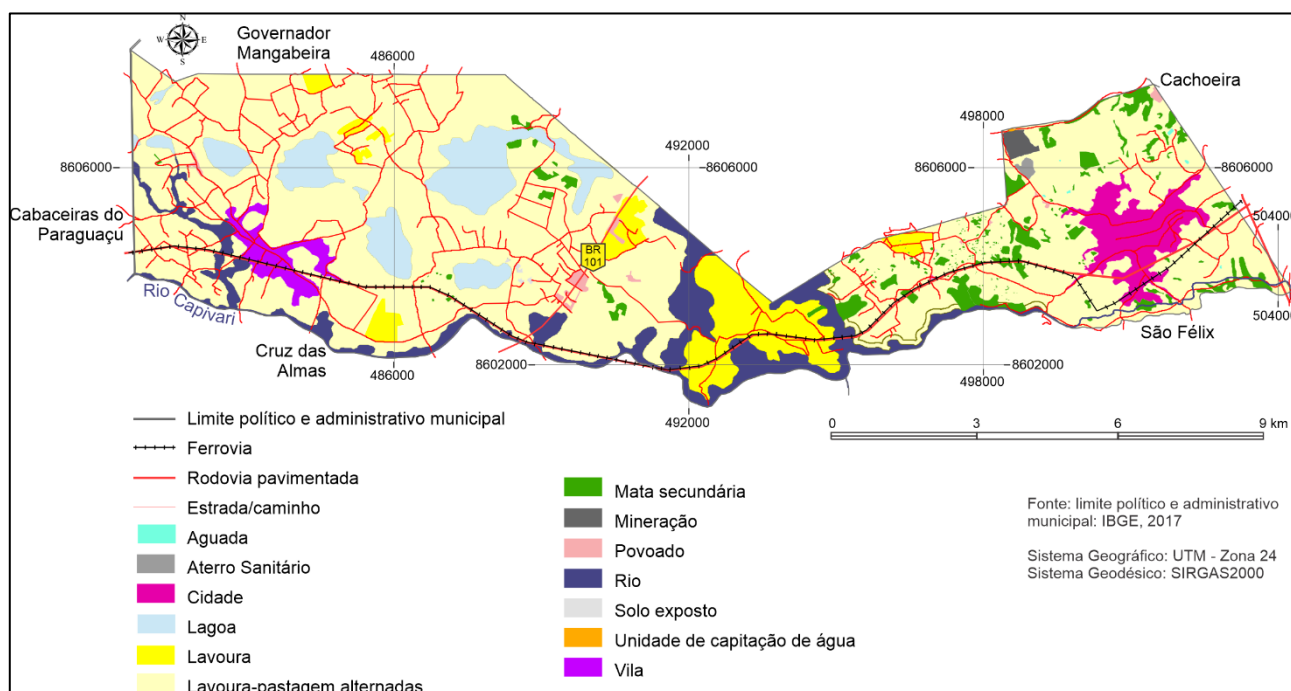 N
W E
S
Governador
Mangabeira
486000
Cachoeira
498000
492000
8606000
8606000
8606000
8606000
Cabaceiras do
Paraguaçu
504000
BR
101
Rio Capivari
504000
São Félix
Cruz das
Almas
486000
8602000
8602000
498000
492000
0 3 6 9 km
Limite político e administrativo municipal
Ferrovia
Rodovia pavimentada
Estrada/caminho
Aguada
Aterro Sanitário
Cidade
Lagoa
Lavoura
Lavoura-pastagem alternadas
Mata secundária
Mineração
Povoado
Rio
Solo exposto
Unidade de capitação de água
Vila
Fonte: limite político e administrativo
municipal: IBGE, 2017
Sistema Geográfico: UTM - Zona 24
Sistema Geodésico: SIRGAS2000